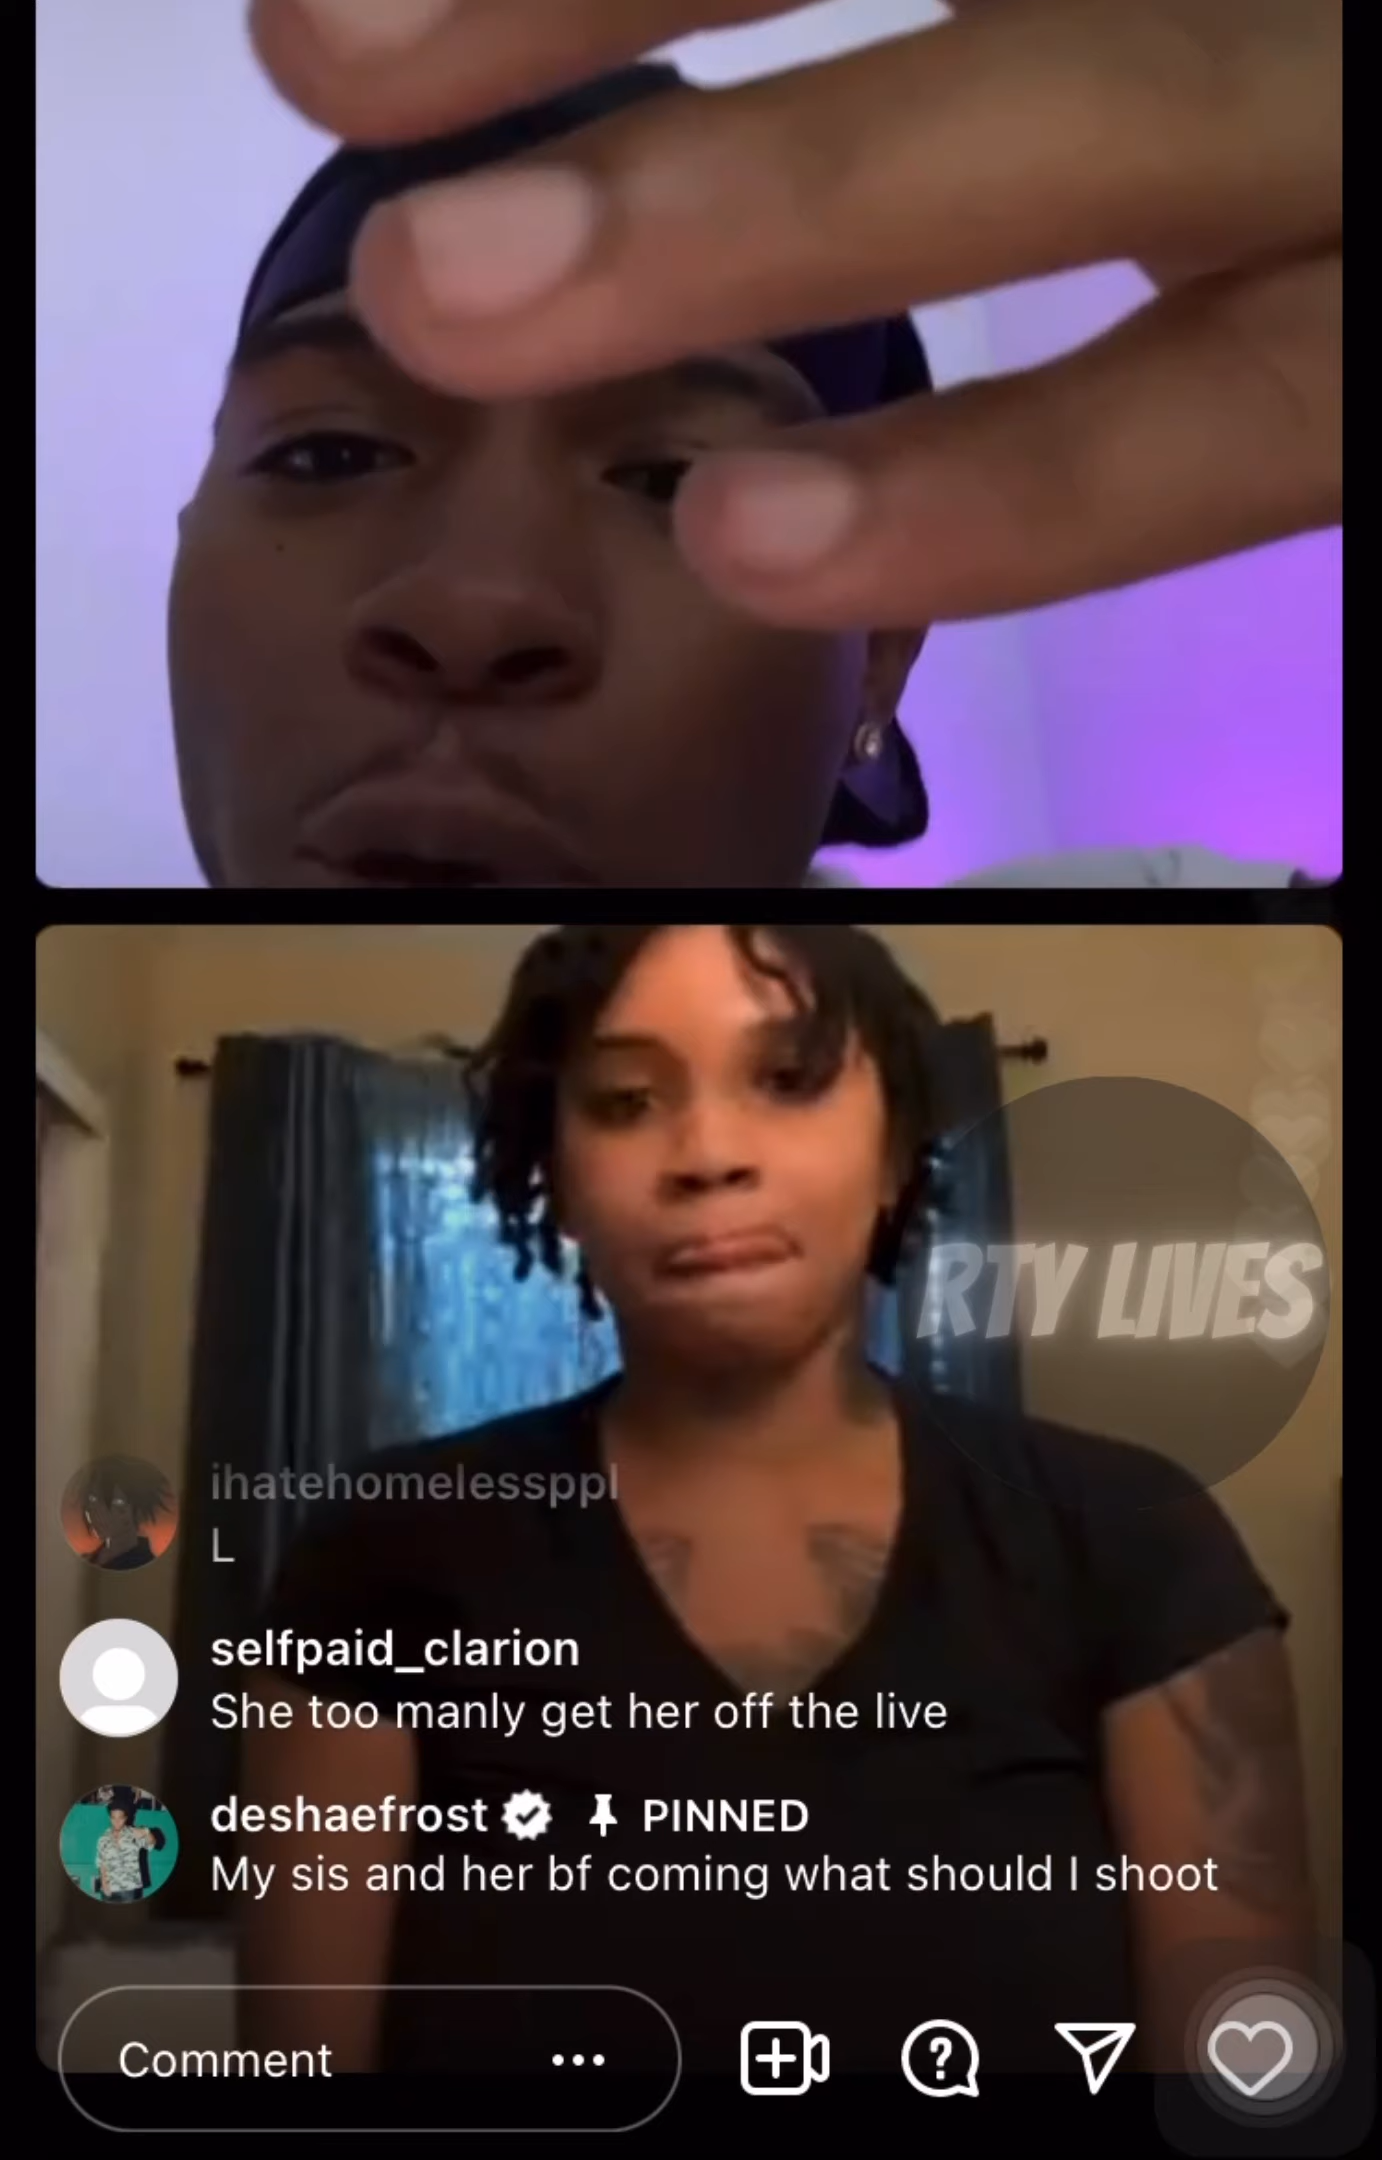 RTY LIVES
ihatehomelessppl
L
selfpaid_clarion
She too manly get her off the live
deshaefrost PINNED
My sis and her bf coming what should I shoot
Comment